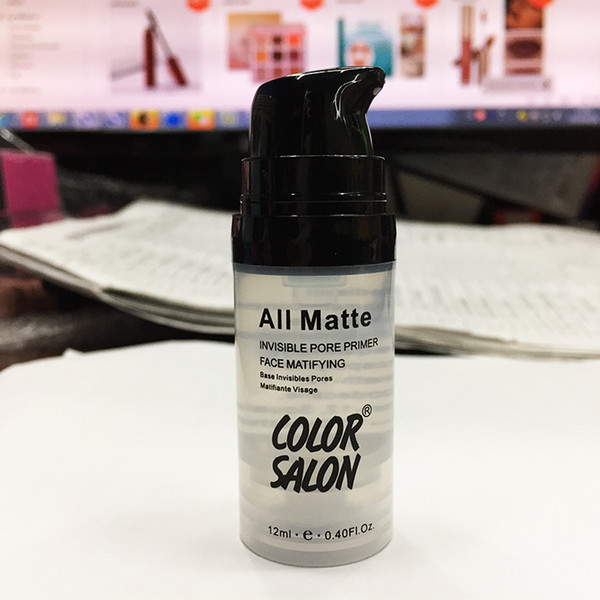 All Matte
INVISIBLE PORE PRIMER
FACE MATIFYING
Base Invisibles Pores
Matifiante Visage
COLOR®
SALON
12ml · e · 0.40Fl.Oz.